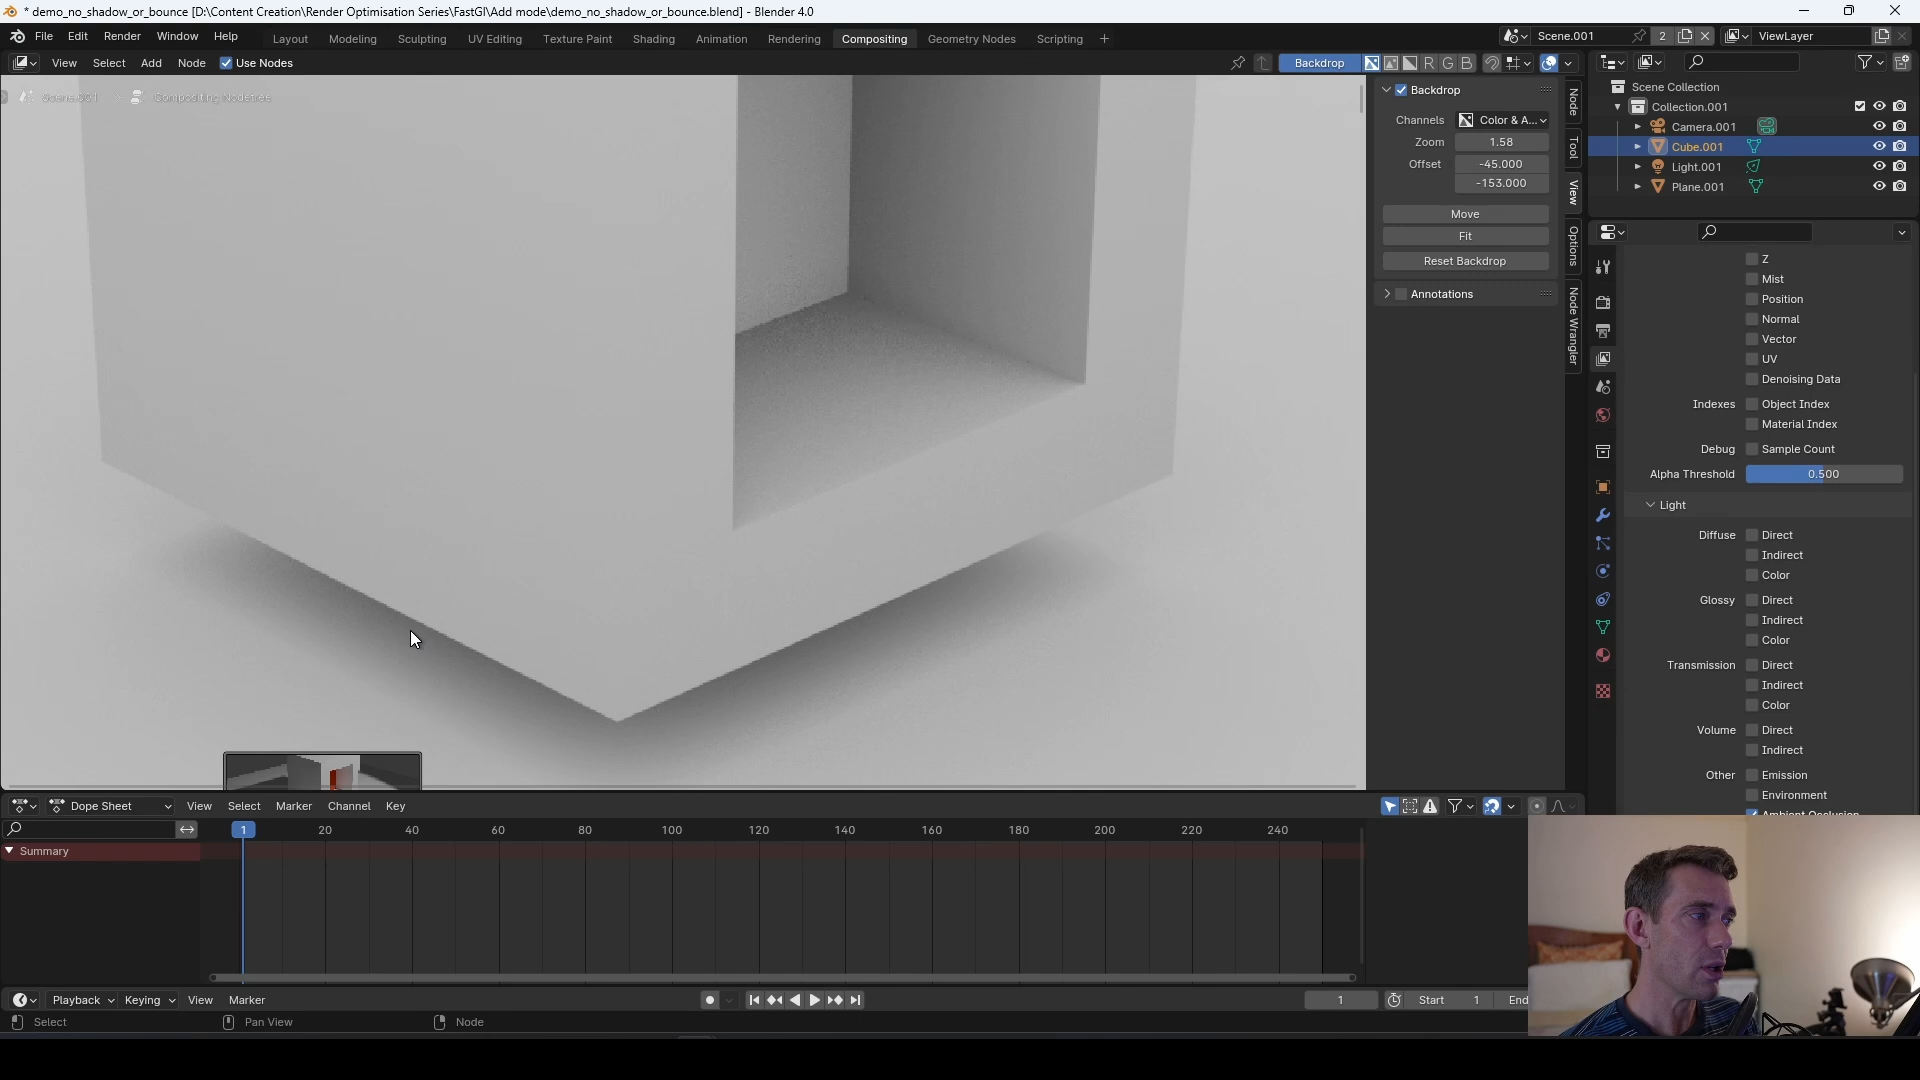 * demo_no_shadow_or_bounce [D:\Content Creation\Render Optimisation Series\FastGI\Add mode\demo_no_shadow_or_bounce.blend] - Blender 4.0
File Edit Render Window Help
Layout Modeling Sculpting UV Editing Texture Paint Shading Animation Rendering Compositing Geometry Nodes Scripting +
Scene.001 2 ViewLayer
View Select Add Node Use Nodes
Backdrop R G B
Scene.001 Compositing Nodetree
Backdrop
Channels Color & A...
Zoom 1.58
Offset -45.000
-153.000
Move
Fit
Reset Backdrop
Annotations
Node
Tool
View
Options
Node Wrangler
Scene Collection
Collection.001
Camera.001
Cube.001
Light.001
Plane.001
Z
Mist
Position
Normal
Vector
UV
Denoising Data
Indexes Object Index
Material Index
Debug Sample Count
Alpha Threshold 0.500
Light
Diffuse Direct
Indirect
Color
Glossy Direct
Indirect
Color
Transmission Direct
Indirect
Color
Volume Direct
Indirect
Other Emission
Environment
Ambient Occlusion
Dope Sheet View Select Marker Channel Key
1 20 40 60 80 100 120 140 160 180 200 220 240
Summary
Playback Keying View Marker
1 Start 1 End
Select Pan View Node